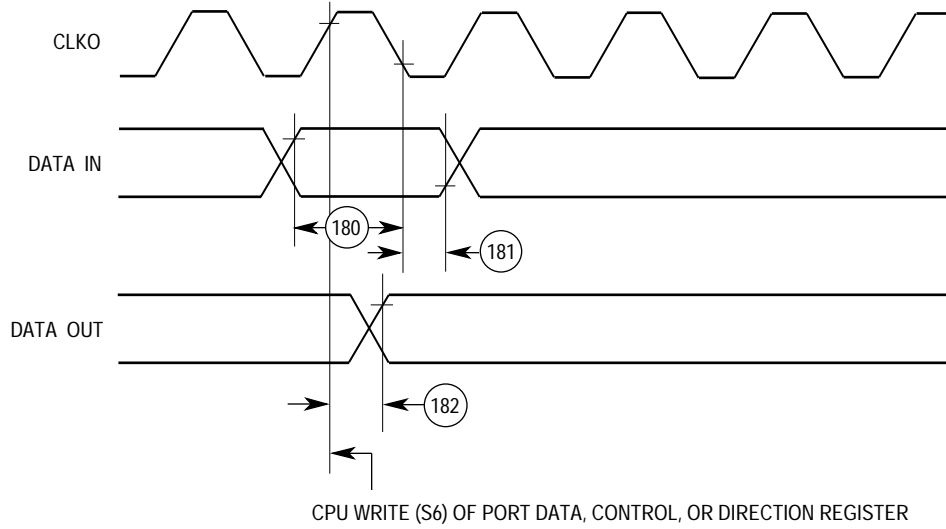 CLKO
DATA IN
180
181
DATA OUT
182
CPU WRITE (S6) OF PORT DATA, CONTROL, OR DIRECTION REGISTER